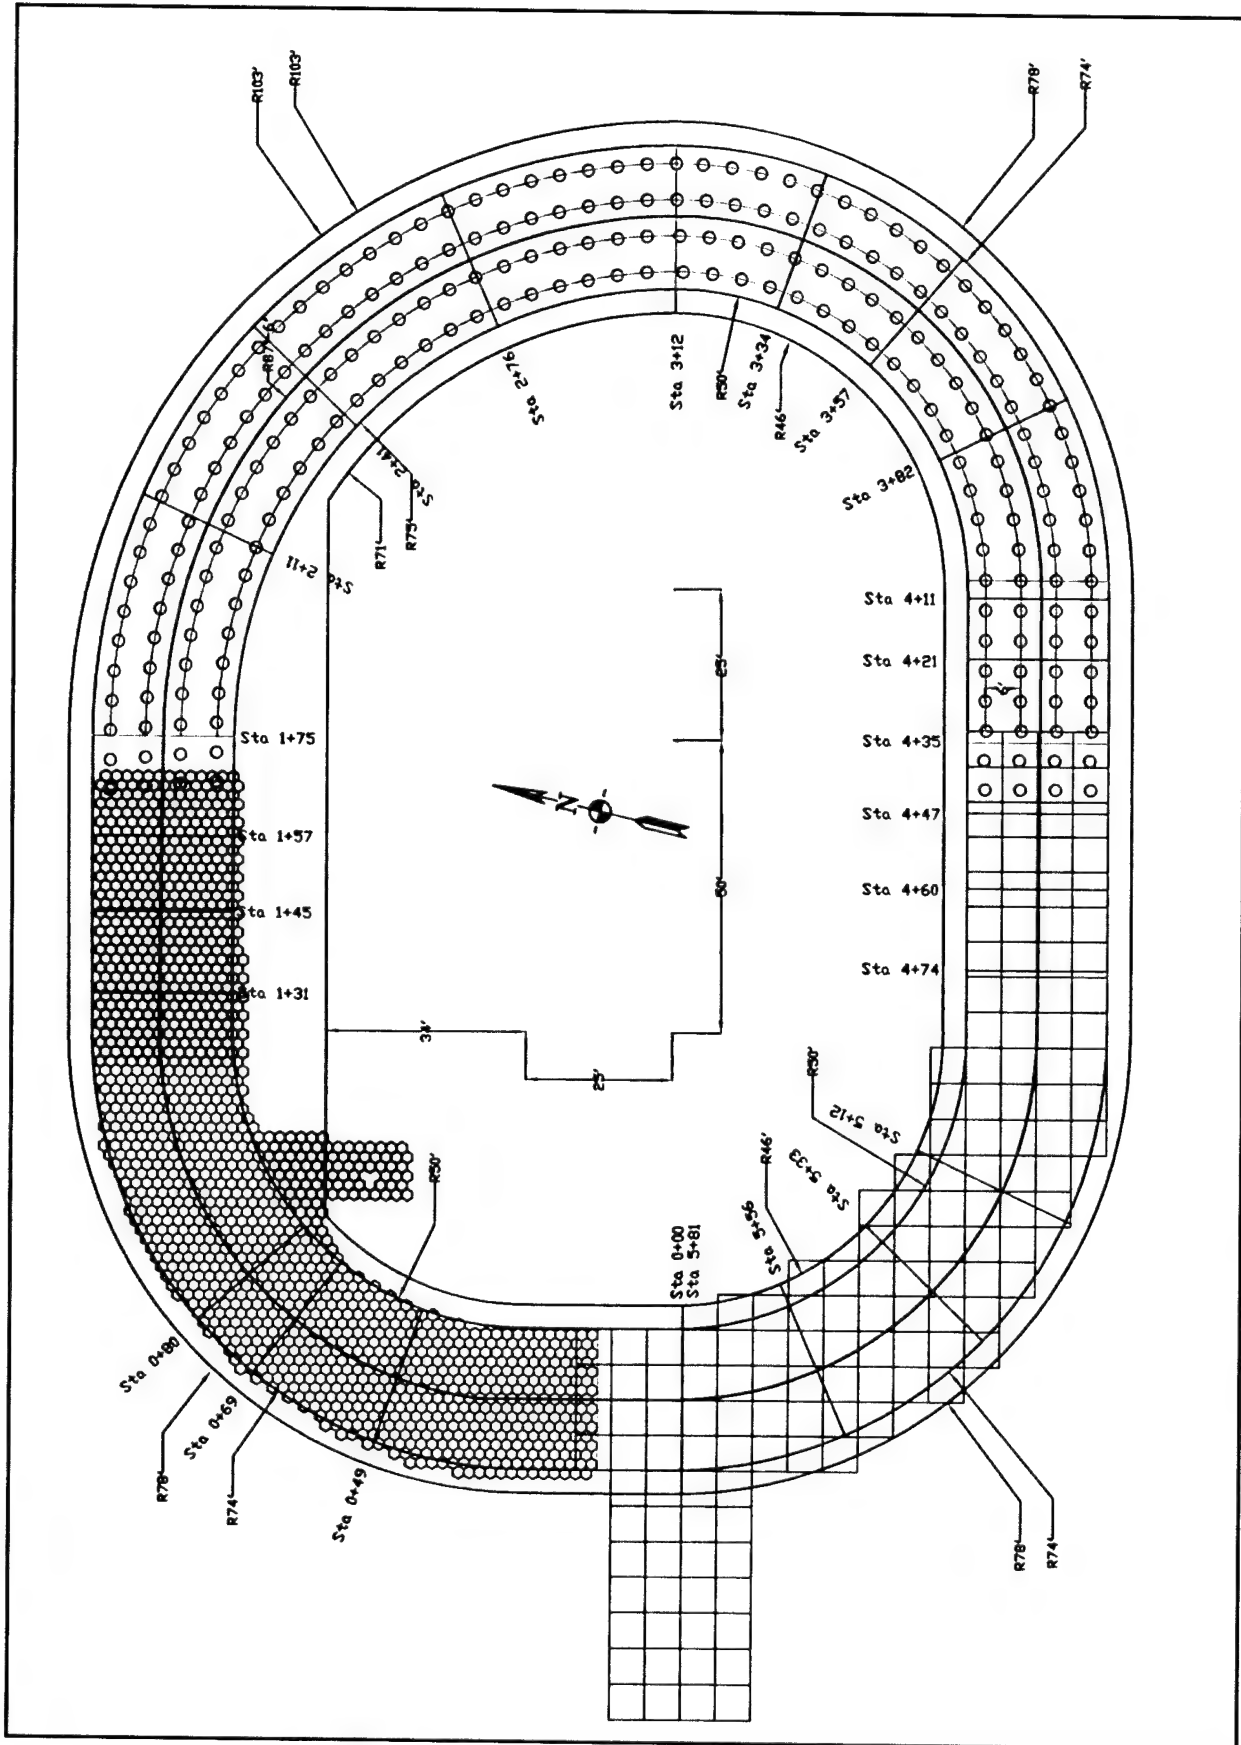 R103'
R103'
R78'
R74'
R87'-6"
Sta 2+76
Sta 3+12
R50'
Sta 3+34
R46'
Sta 3+57
Sta 2+41
R75'
R71'
Sta 3+82
Sta 2+11
Sta 4+11
25'
Sta 4+21
Sta 1+75
Sta 4+35
N
Sta 1+57
Sta 4+47
50'
Sta 4+60
Sta 1+45
Sta 4+74
Sta 1+31
34'
25'
R50'
Sta 5+12
R46'
Sta 5+33
R50'
Sta 5+56
Sta 0+00
Sta 5+81
Sta 0+80
Sta 0+69
R78'
R74'
Sta 0+49
R78'
R74'